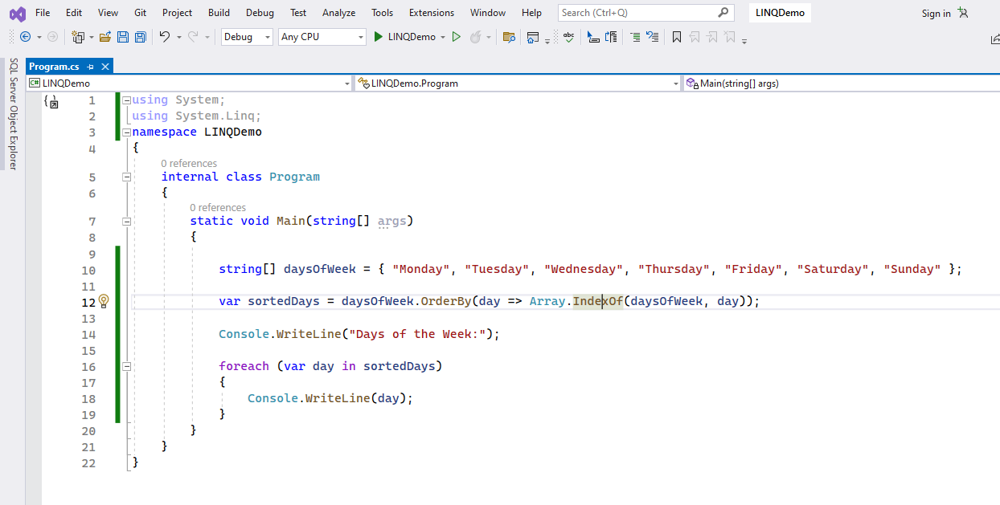 File Edit View Git Project Build Debug Test Analyze Tools Extensions Window Help Search (Ctrl+Q) LINQDemo Sign in
Debug Any CPU LINQDemo abc
SQL Server Object Explorer
Program.cs
C# LINQDemo LINQDemo.Program Main(string[] args)
1 using System;
2 using System.Linq;
3 namespace LINQDemo
4 {
0 references
5 internal class Program
6 {
0 references
7 static void Main(string[] args)
8 {
9
10 string[] daysOfWeek = { "Monday", "Tuesday", "Wednesday", "Thursday", "Friday", "Saturday", "Sunday" };
11
12 var sortedDays = daysOfWeek.OrderBy(day => Array.IndexOf(daysOfWeek, day));
13
14 Console.WriteLine("Days of the Week:");
15
16 foreach (var day in sortedDays)
17 {
18 Console.WriteLine(day);
19 }
20 }
21 }
22 }